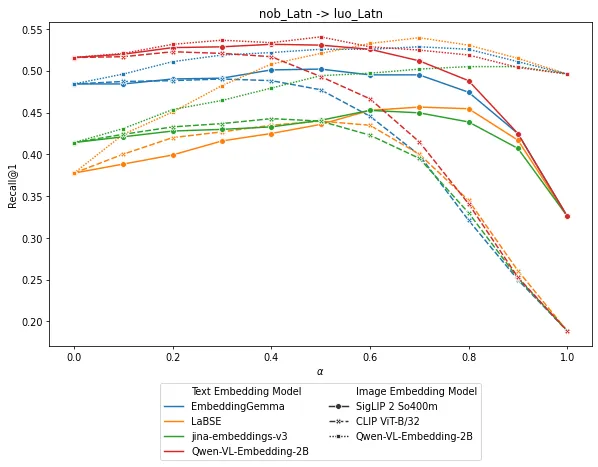 nob_Latn -> luo_Latn
Recall@1
0.55
0.50
0.45
0.40
0.35
0.30
0.25
0.20
0.0 0.2 0.4 0.6 0.8 1.0
α
Text Embedding Model
EmbeddingGemma
LaBSE
jina-embeddings-v3
Qwen-VL-Embedding-2B
Image Embedding Model
SigLIP 2 So400m
CLIP ViT-B/32
Qwen-VL-Embedding-2B